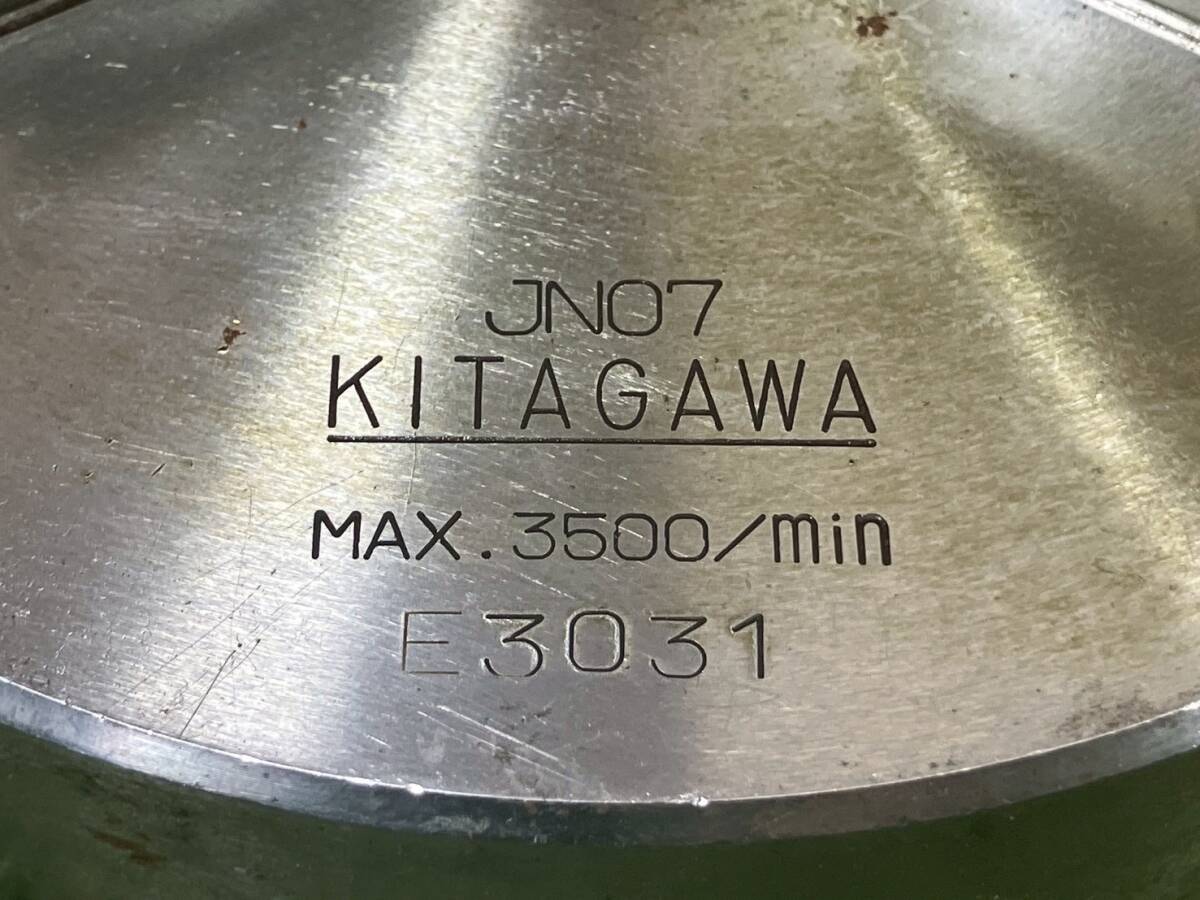 JN07
KITAGAWA
MAX. 3500/min
E3031